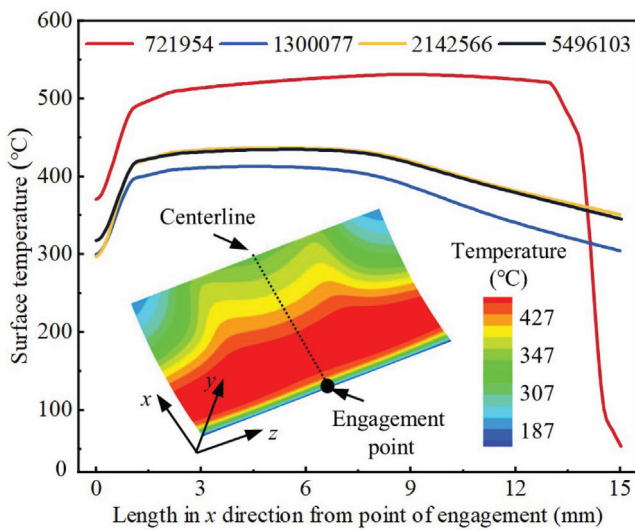 600
721954 1300077 2142566 5496103
500
400
300
200
100
0
0 3 6 9 12 15
Surface temperature (°C)
Length in x direction from point of engagement (mm)
Centerline
Temperature
(°C)
427
347
307
187
x
y
z
Engagement
point